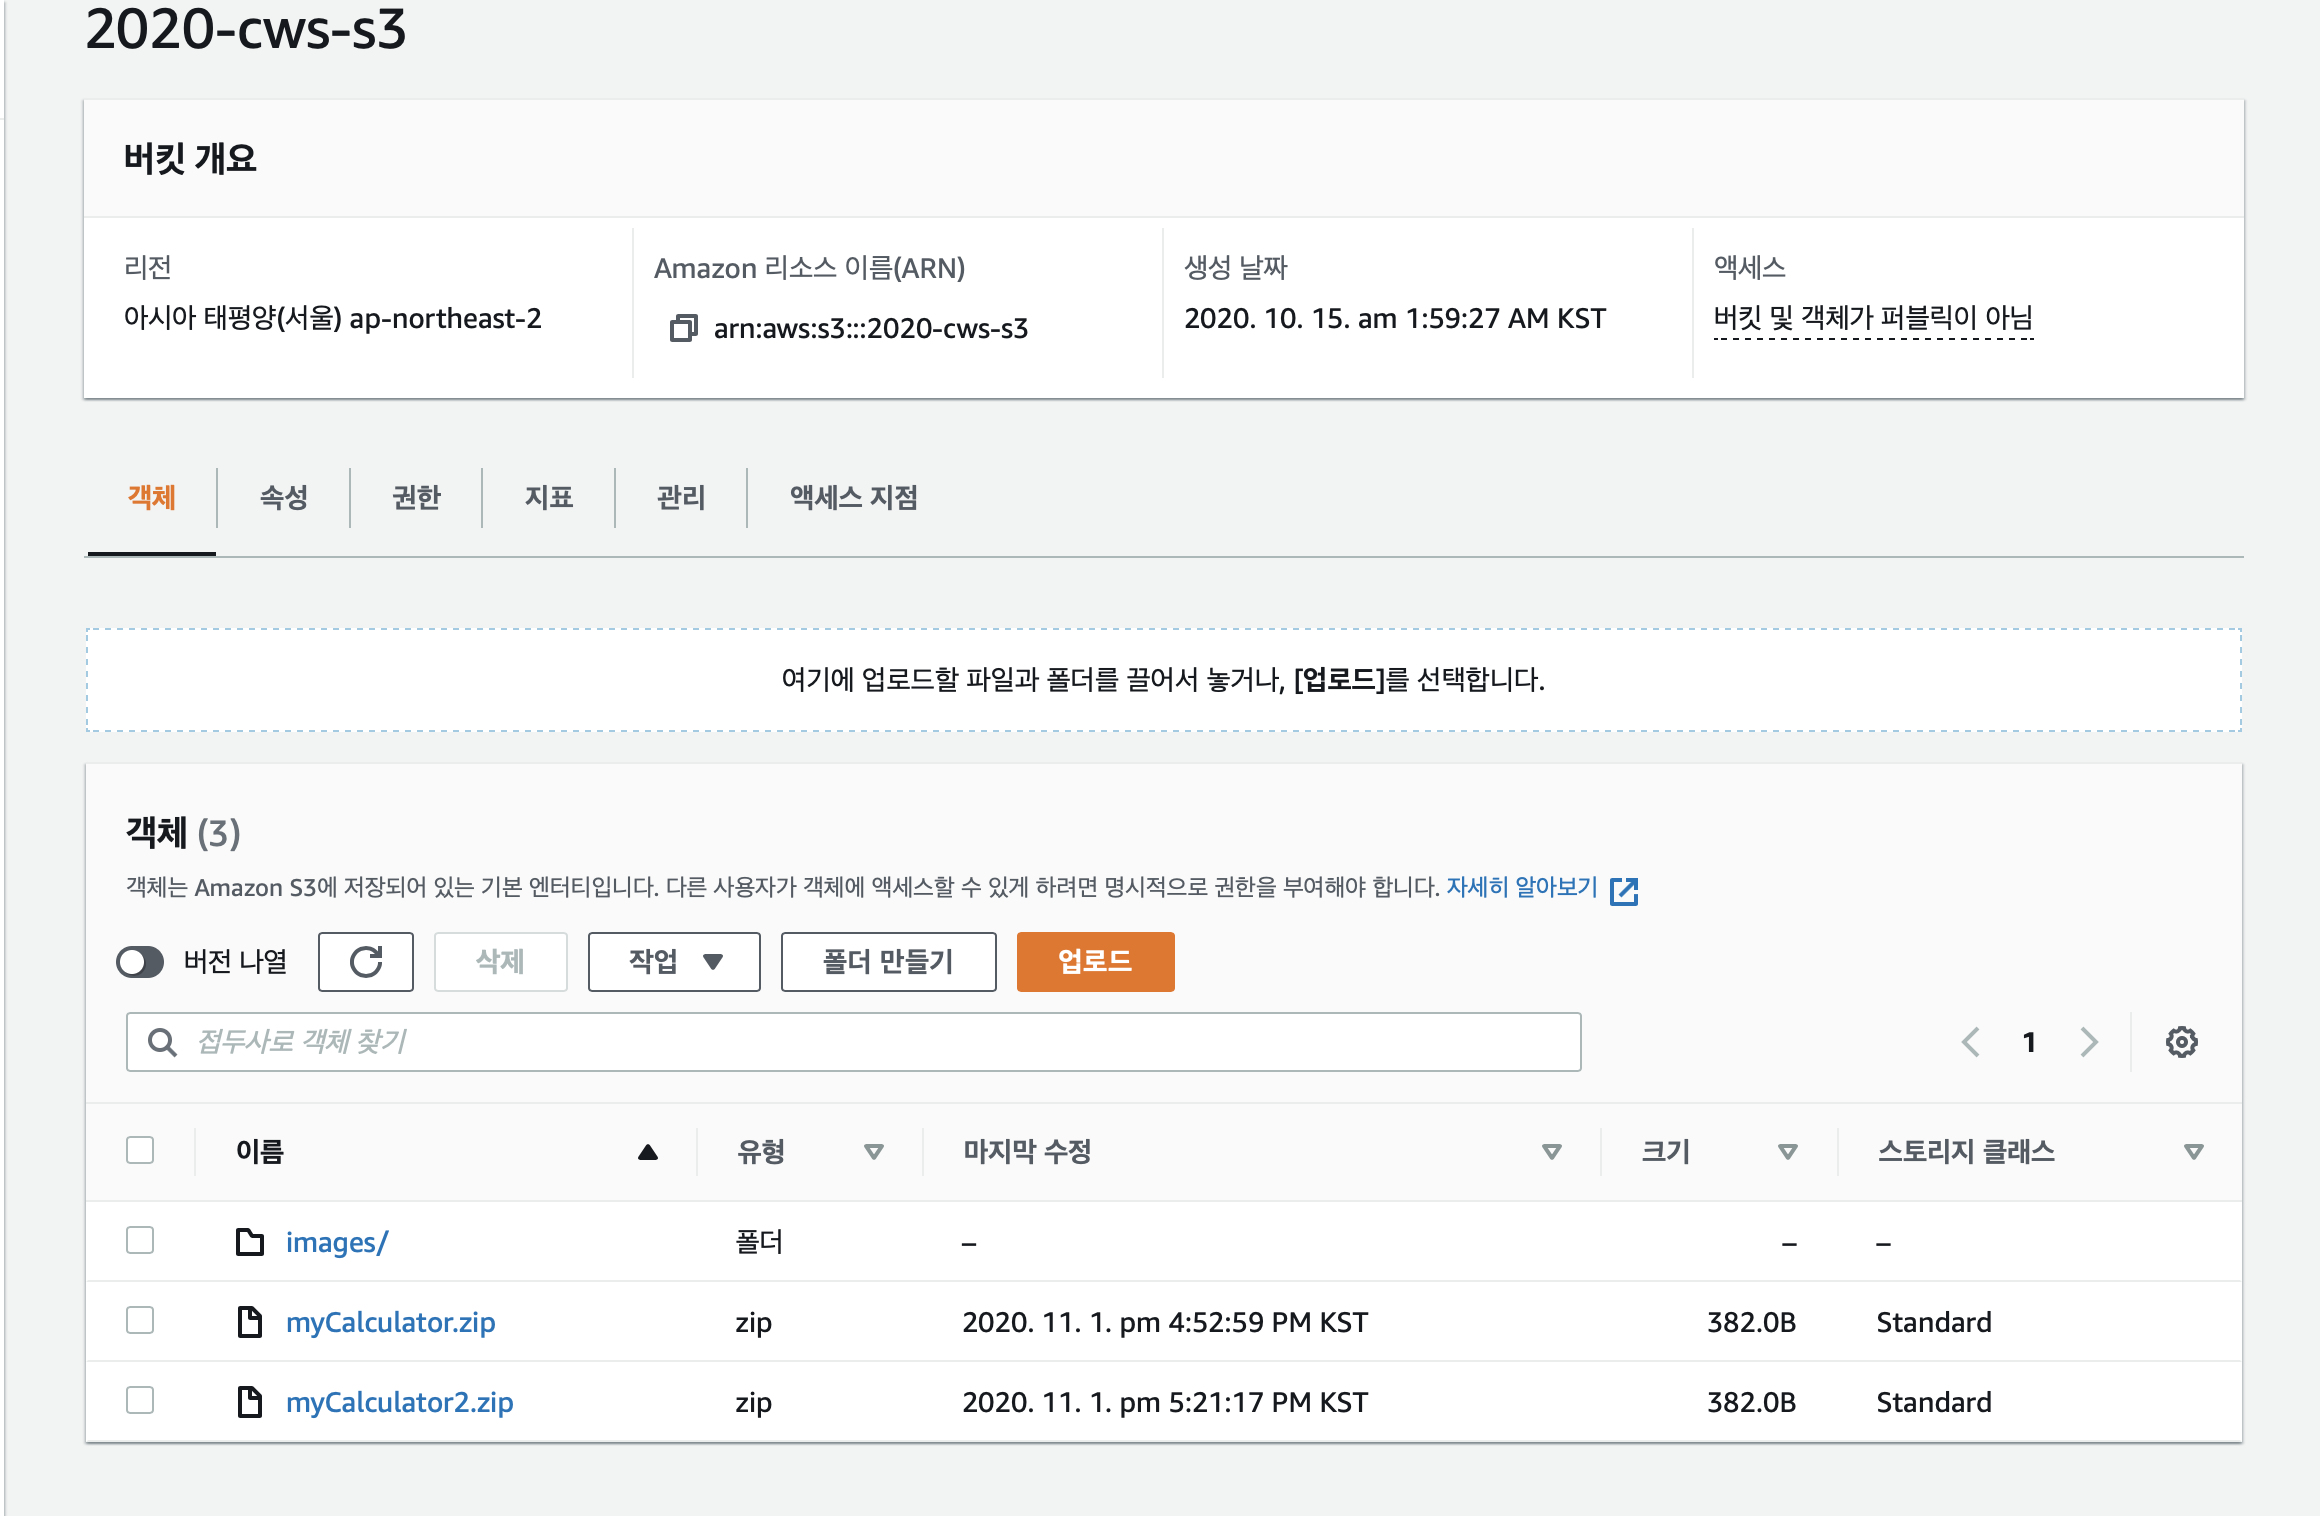 2020-cws-s3
버킷 개요
리전
아시아 태평양(서울) ap-northeast-2
Amazon 리소스 이름(ARN)
arn:aws:s3:::2020-cws-s3
생성 날짜
2020. 10. 15. am 1:59:27 AM KST
액세스
버킷 및 객체가 퍼블릭이 아님
객체 속성 권한 지표 관리 액세스 지점
여기에 업로드할 파일과 폴더를 끌어서 놓거나, [업로드]를 선택합니다.
객체 (3)
객체는 Amazon S3에 저장되어 있는 기본 엔터티입니다. 다른 사용자가 객체에 액세스할 수 있게 하려면 명시적으로 권한을 부여해야 합니다. 자세히 알아보기
버전 나열 삭제 작업 폴더 만들기 업로드
접두사로 객체 찾기 1
이름 유형 마지막 수정 크기 스토리지 클래스
images/ 폴더 – – –
myCalculator.zip zip 2020. 11. 1. pm 4:52:59 PM KST 382.0B Standard
myCalculator2.zip zip 2020. 11. 1. pm 5:21:17 PM KST 382.0B Standard